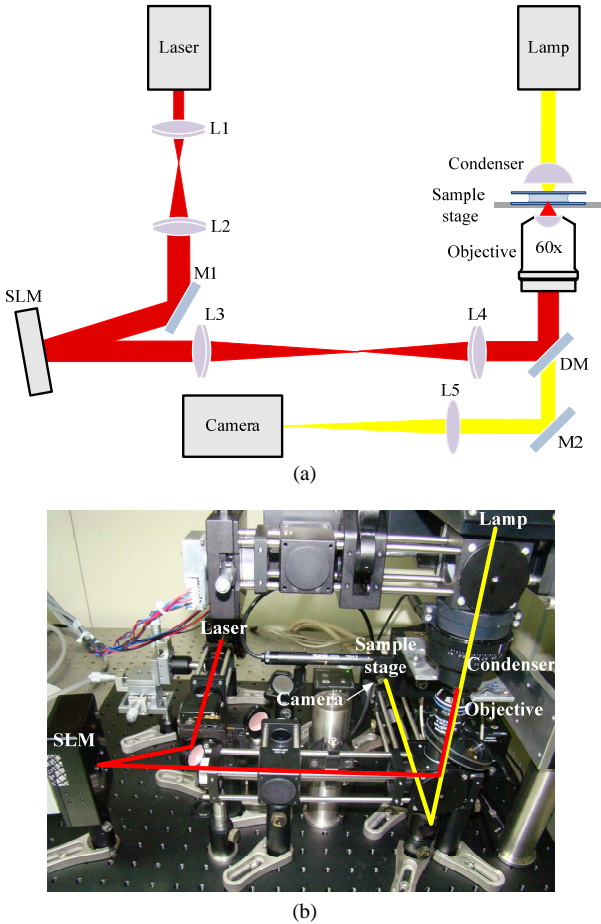 Laser
Lamp
L1
Condenser
Sample
stage
L2
Objective
60x
M1
SLM
L3
L4
DM
L5
Camera
M2
(a)
Lamp
Laser
Sample
stage
Condenser
Camera
Objective
SLM
(b)